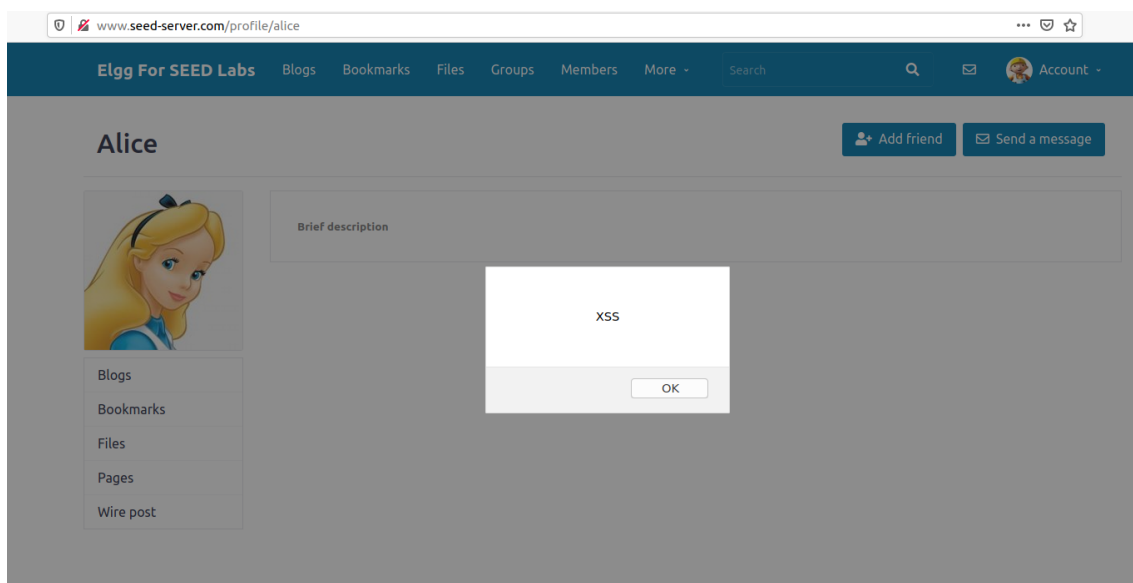 www.seed-server.com/profile/alice
Elgg For SEED Labs Blogs Bookmarks Files Groups Members More Search Account
Alice Add friend Send a message
Brief description
xss
OK
Blogs
Bookmarks
Files
Pages
Wire post